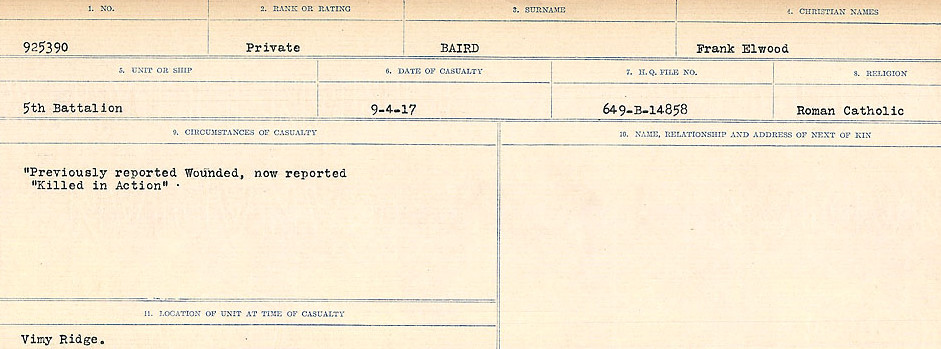 1. NO.
2. RANK OR RATING
3. SURNAME
4. CHRISTIAN NAMES
925390
Private
BAIRD
Frank Elwood
5. UNIT OR SHIP
6. DATE OF CASUALTY
7. H.Q. FILE NO.
8. RELIGION
5th Battalion
9-4-17
649-B-14858
Roman Catholic
9. CIRCUMSTANCES OF CASUALTY
10. NAME, RELATIONSHIP AND ADDRESS OF NEXT OF KIN
"Previously reported Wounded, now reported
"Killed in Action" .
11. LOCATION OF UNIT AT TIME OF CASUALTY
Vimy Ridge.